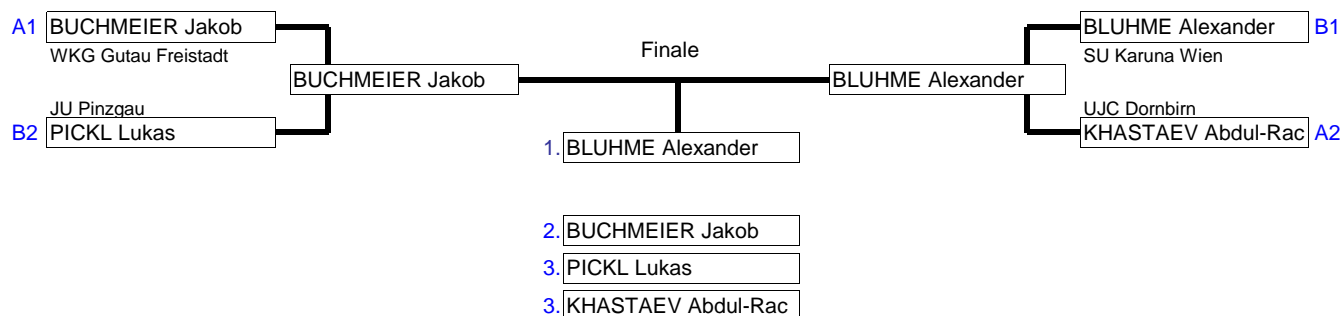 A1 BUCHMEIER Jakob
WKG Gutau Freistadt
BUCHMEIER Jakob
JU Pinzgau
B2 PICKL Lukas
Finale
BLUHME Alexander B1
SU Karuna Wien
BLUHME Alexander
UJC Dornbirn
KHASTAEV Abdul-Rac A2
1. BLUHME Alexander
2. BUCHMEIER Jakob
3. PICKL Lukas
3. KHASTAEV Abdul-Rac